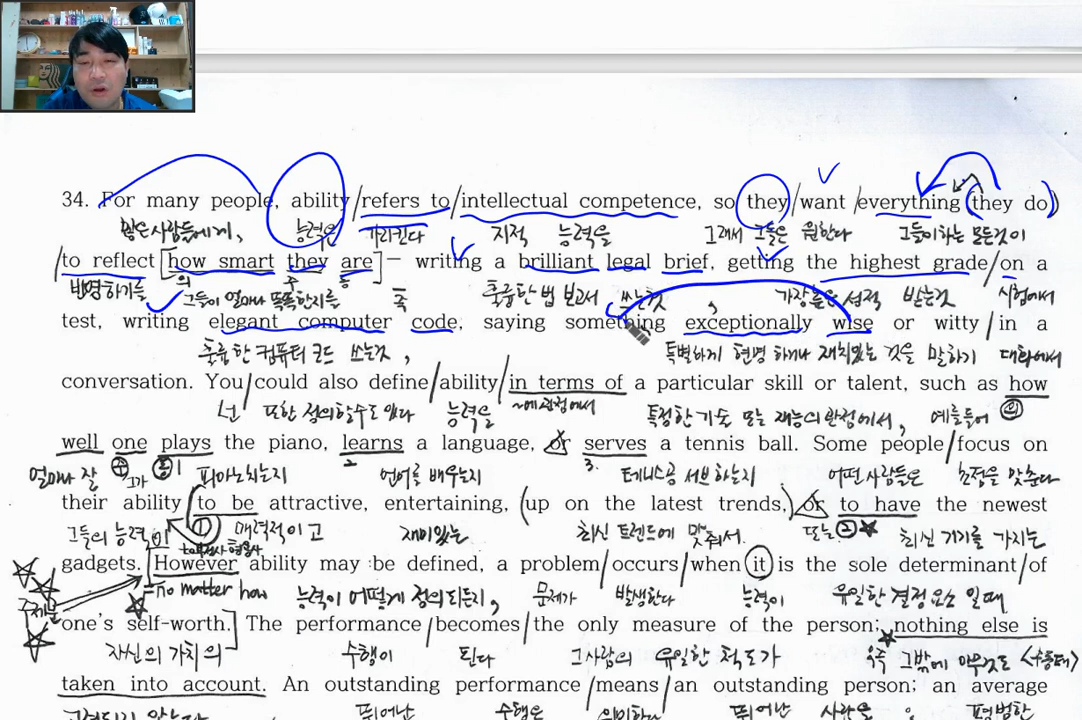 34. For many people, ability/refers to/intellectual competence, so they/want/everything (they do)
많은사람들에게, 능력은 가리킨다 지적 능력을 그래서 그들은 원한다 그들이하는 모든것이
/to reflect [how smart they are] - writing a brilliant legal brief, getting the highest grade/on a
반영하기를 의 주 동 그들이 얼마나 똑똑한지를 즉 훌륭한 법 보고서 쓰는것, 가장높은 성적 받는것 시험에서
test, writing elegant computer code, saying something exceptionally wise or witty/in a
훌륭한 컴퓨터 코드 쓰는것, 특별하게 현명 하거나 재치있는 것을 말하기 대화에서
conversation. You/could also define/ability/in terms of a particular skill or talent, such as how
넌 또한 정의할수도 있다 능력을 ~에 관점에서 특정한 기술 또는 재능의 관점에서, 예를들어 의
well one plays the piano, learns a language, or serves a tennis ball. Some people/focus on
얼마나 잘 주 동1 피아노치는지 2 언어를 배우는지 3. 테니스공 서브하는지 어떤 사람들은 초점을 맞춘다
their ability to be attractive, entertaining, (up on the latest trends,) or to have the newest
그들의 능력에 ① 매력적이고 재미있는 최신 트렌드에 맞춰서. 또는 ② 최신 기기를 가지는
gadgets. [However ability may be defined, a problem/occurs/when it is the sole determinant/of
=no matter how 능력이 어떻게 정의되든지, 문제가 발생한다 능력이 유일한 결정요소 일때
one's self-worth.] The performance/becomes/the only measure of the person; nothing else is
자신의 가치의 수행이 된다 그사람의 유일한 척도가 그밖에 아무것도 <수동태>
taken into account. An outstanding performance/means/an outstanding person; an average
뛰어난 수행은 의미한다 뛰어난 사람을 평범한